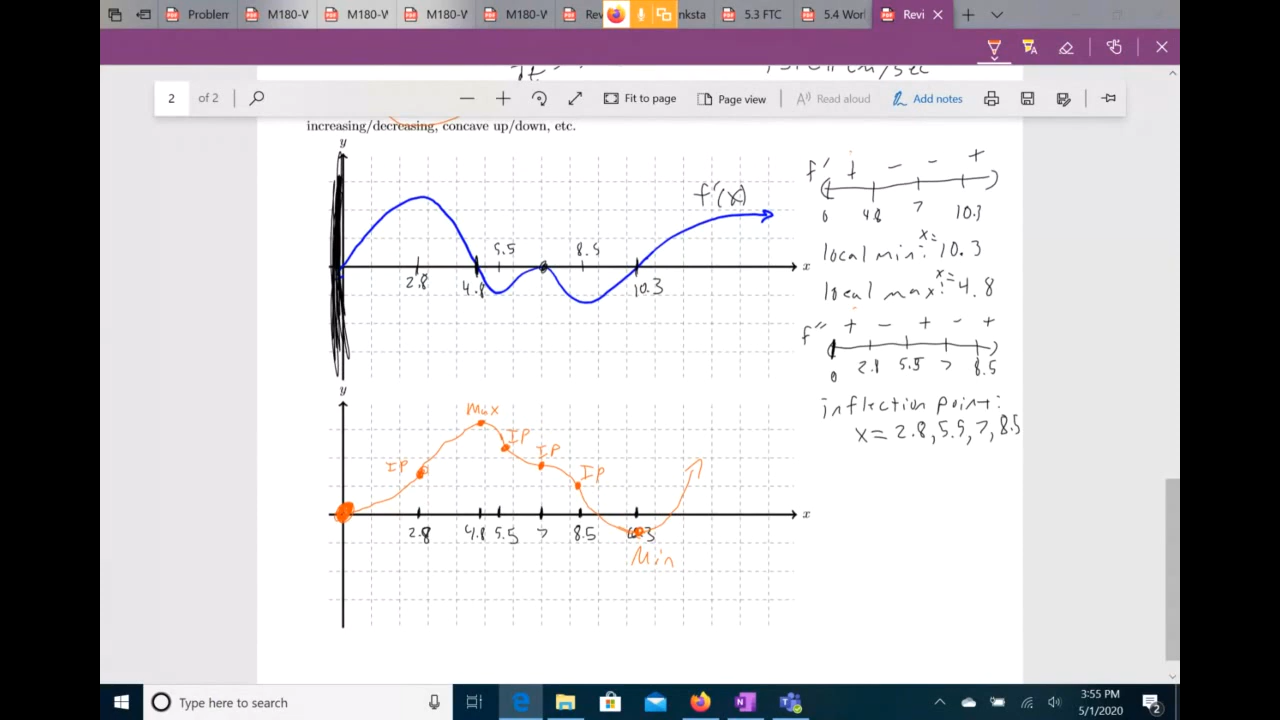 Problem
M180-V
M180-V
M180-V
M180-V
Rev
nksta
5.3 FTC
5.4 Wor
Revi
2 of 2
Fit to page
Page view
Read aloud
Add notes
increasing/decreasing, concave up/down, etc.
y
f'(x)
5.5 8.5
x
2.8 4.8 10.3
f' + - - +
0 4.8 7 10.3
local min: x= 10.3
local max: x= 4.8
f" + - + - +
0 2.8 5.5 7 8.5
inflection point:
x = 2.8, 5.5, 7, 8.5
y
Max
IP
IP
IP
IP
x
2.8 4.8 5.5 7 8.5 10.3
Min
Type here to search
3:55 PM
5/1/2020
2